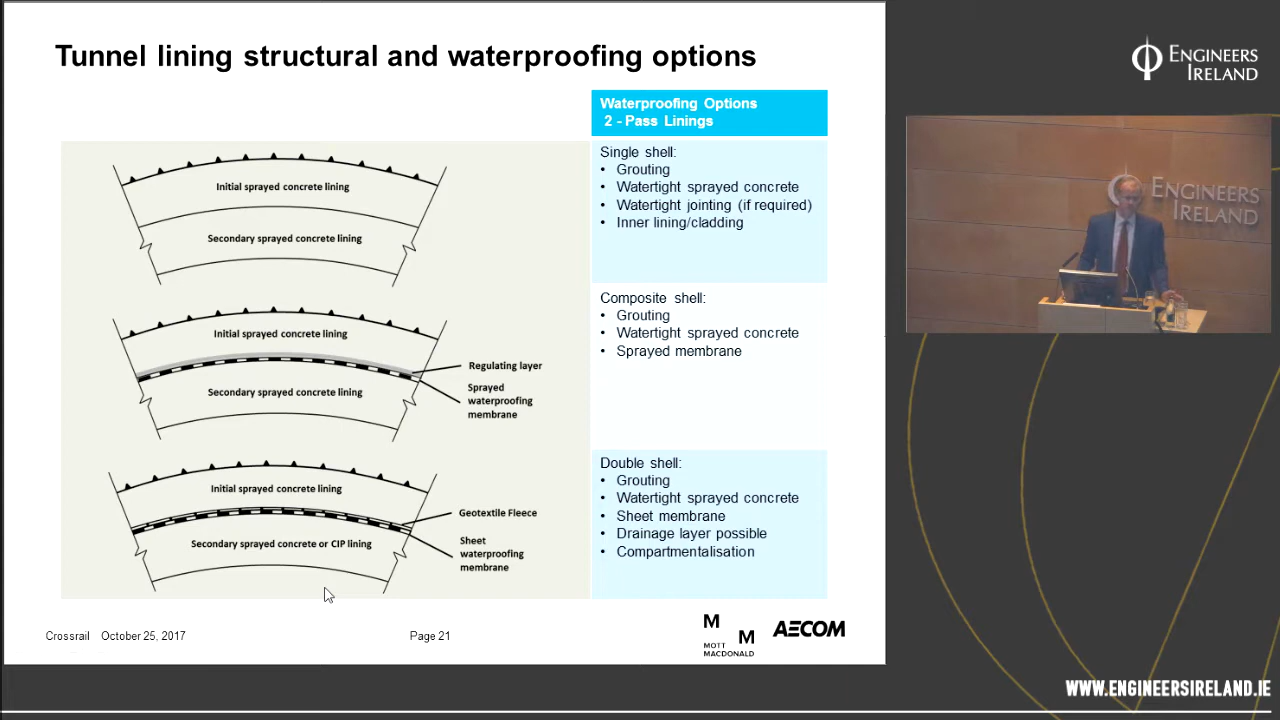 Tunnel lining structural and waterproofing options
Waterproofing Options
2 - Pass Linings
Initial sprayed concrete lining
Secondary sprayed concrete lining
Single shell:
• Grouting
• Watertight sprayed concrete
• Watertight jointing (if required)
• Inner lining/cladding
Initial sprayed concrete lining
Regulating layer
Secondary sprayed concrete lining
Sprayed
waterproofing
membrane
Composite shell:
• Grouting
• Watertight sprayed concrete
• Sprayed membrane
Initial sprayed concrete lining
Geotextile Fleece
Secondary sprayed concrete or CIP lining
Sheet
waterproofing
membrane
Double shell:
• Grouting
• Watertight sprayed concrete
• Sheet membrane
• Drainage layer possible
• Compartmentalisation
Crossrail October 25, 2017
Page 21
M
M
MOTT
MACDONALD
AECOM
ENGINEERS
IRELAND
ENGINEERS
IRELAND
WWW.ENGINEERSIRELAND.IE